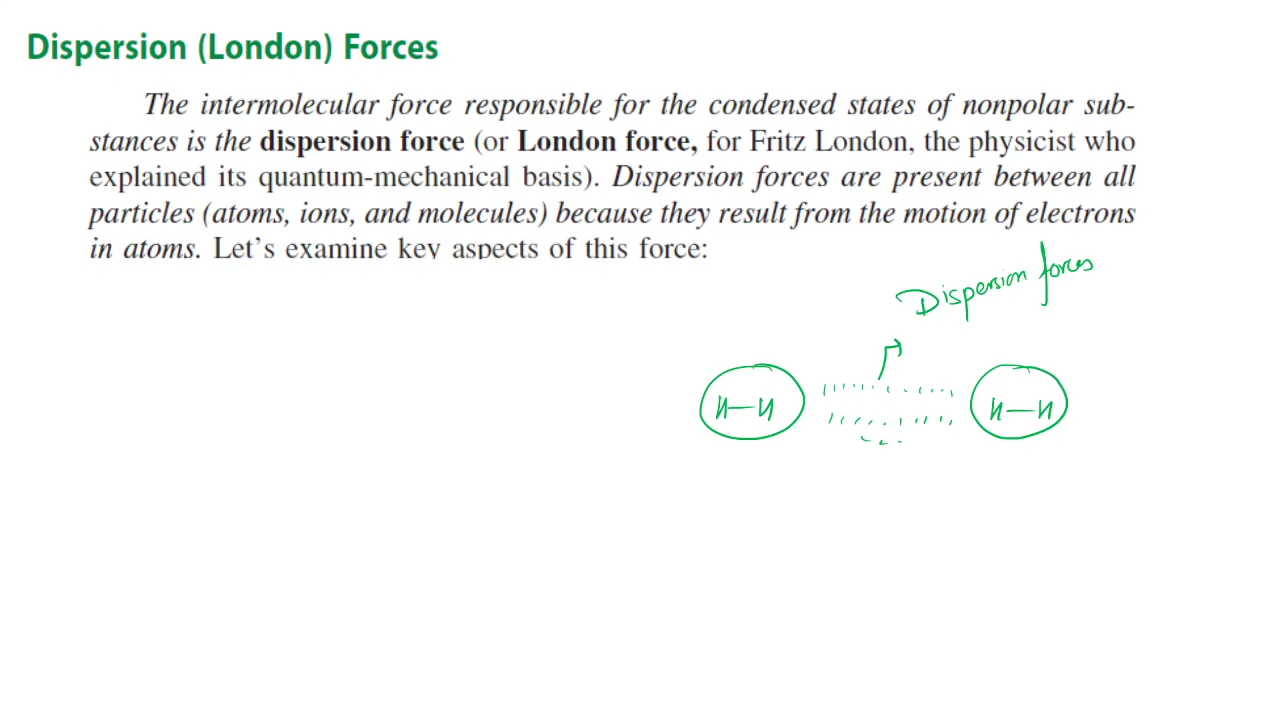 Dispersion (London) Forces
The intermolecular force responsible for the condensed states of nonpolar sub-
stances is the dispersion force (or London force, for Fritz London, the physicist who
explained its quantum-mechanical basis). Dispersion forces are present between all
particles (atoms, ions, and molecules) because they result from the motion of electrons
in atoms. Let's examine key aspects of this force:
Dispersion forces
H—H H—H